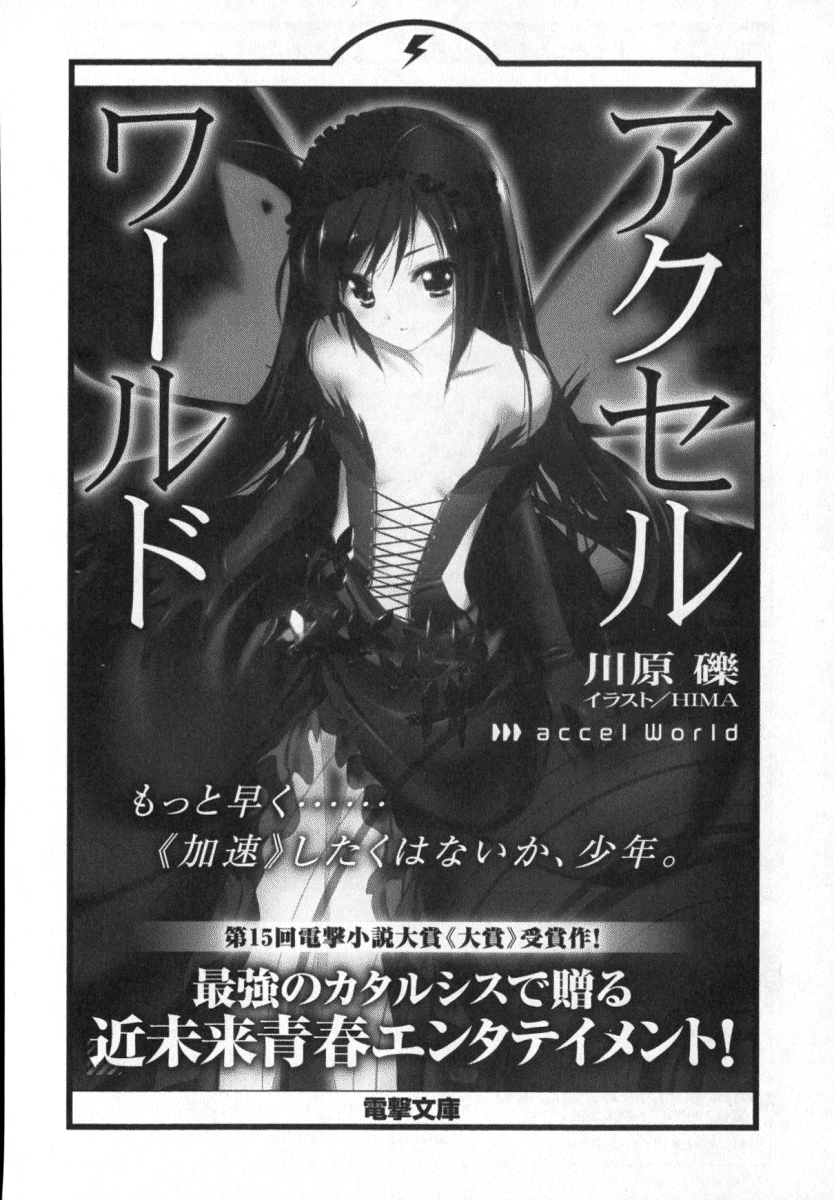 アクセル
ワールド
川原 礫
イラスト／HIMA
accel World
もっと早く……
《加速》したくはないか、少年。
第15回電撃小説大賞《大賞》受賞作!
最強のカタルシスで贈る
近未来青春エンタテイメント!
電撃文庫